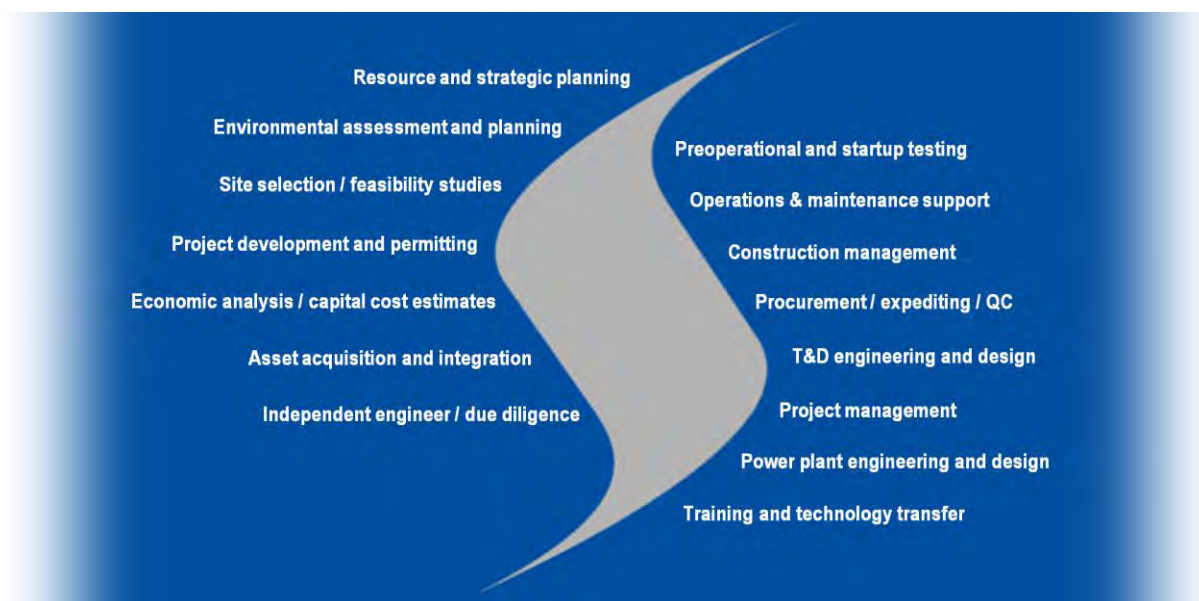 Resource and strategic planning
Environmental assessment and planning
Site selection / feasibility studies
Project development and permitting
Economic analysis / capital cost estimates
Asset acquisition and integration
Independent engineer / due diligence
Preoperational and startup testing
Operations & maintenance support
Construction management
Procurement / expediting / QC
T&D engineering and design
Project management
Power plant engineering and design
Training and technology transfer